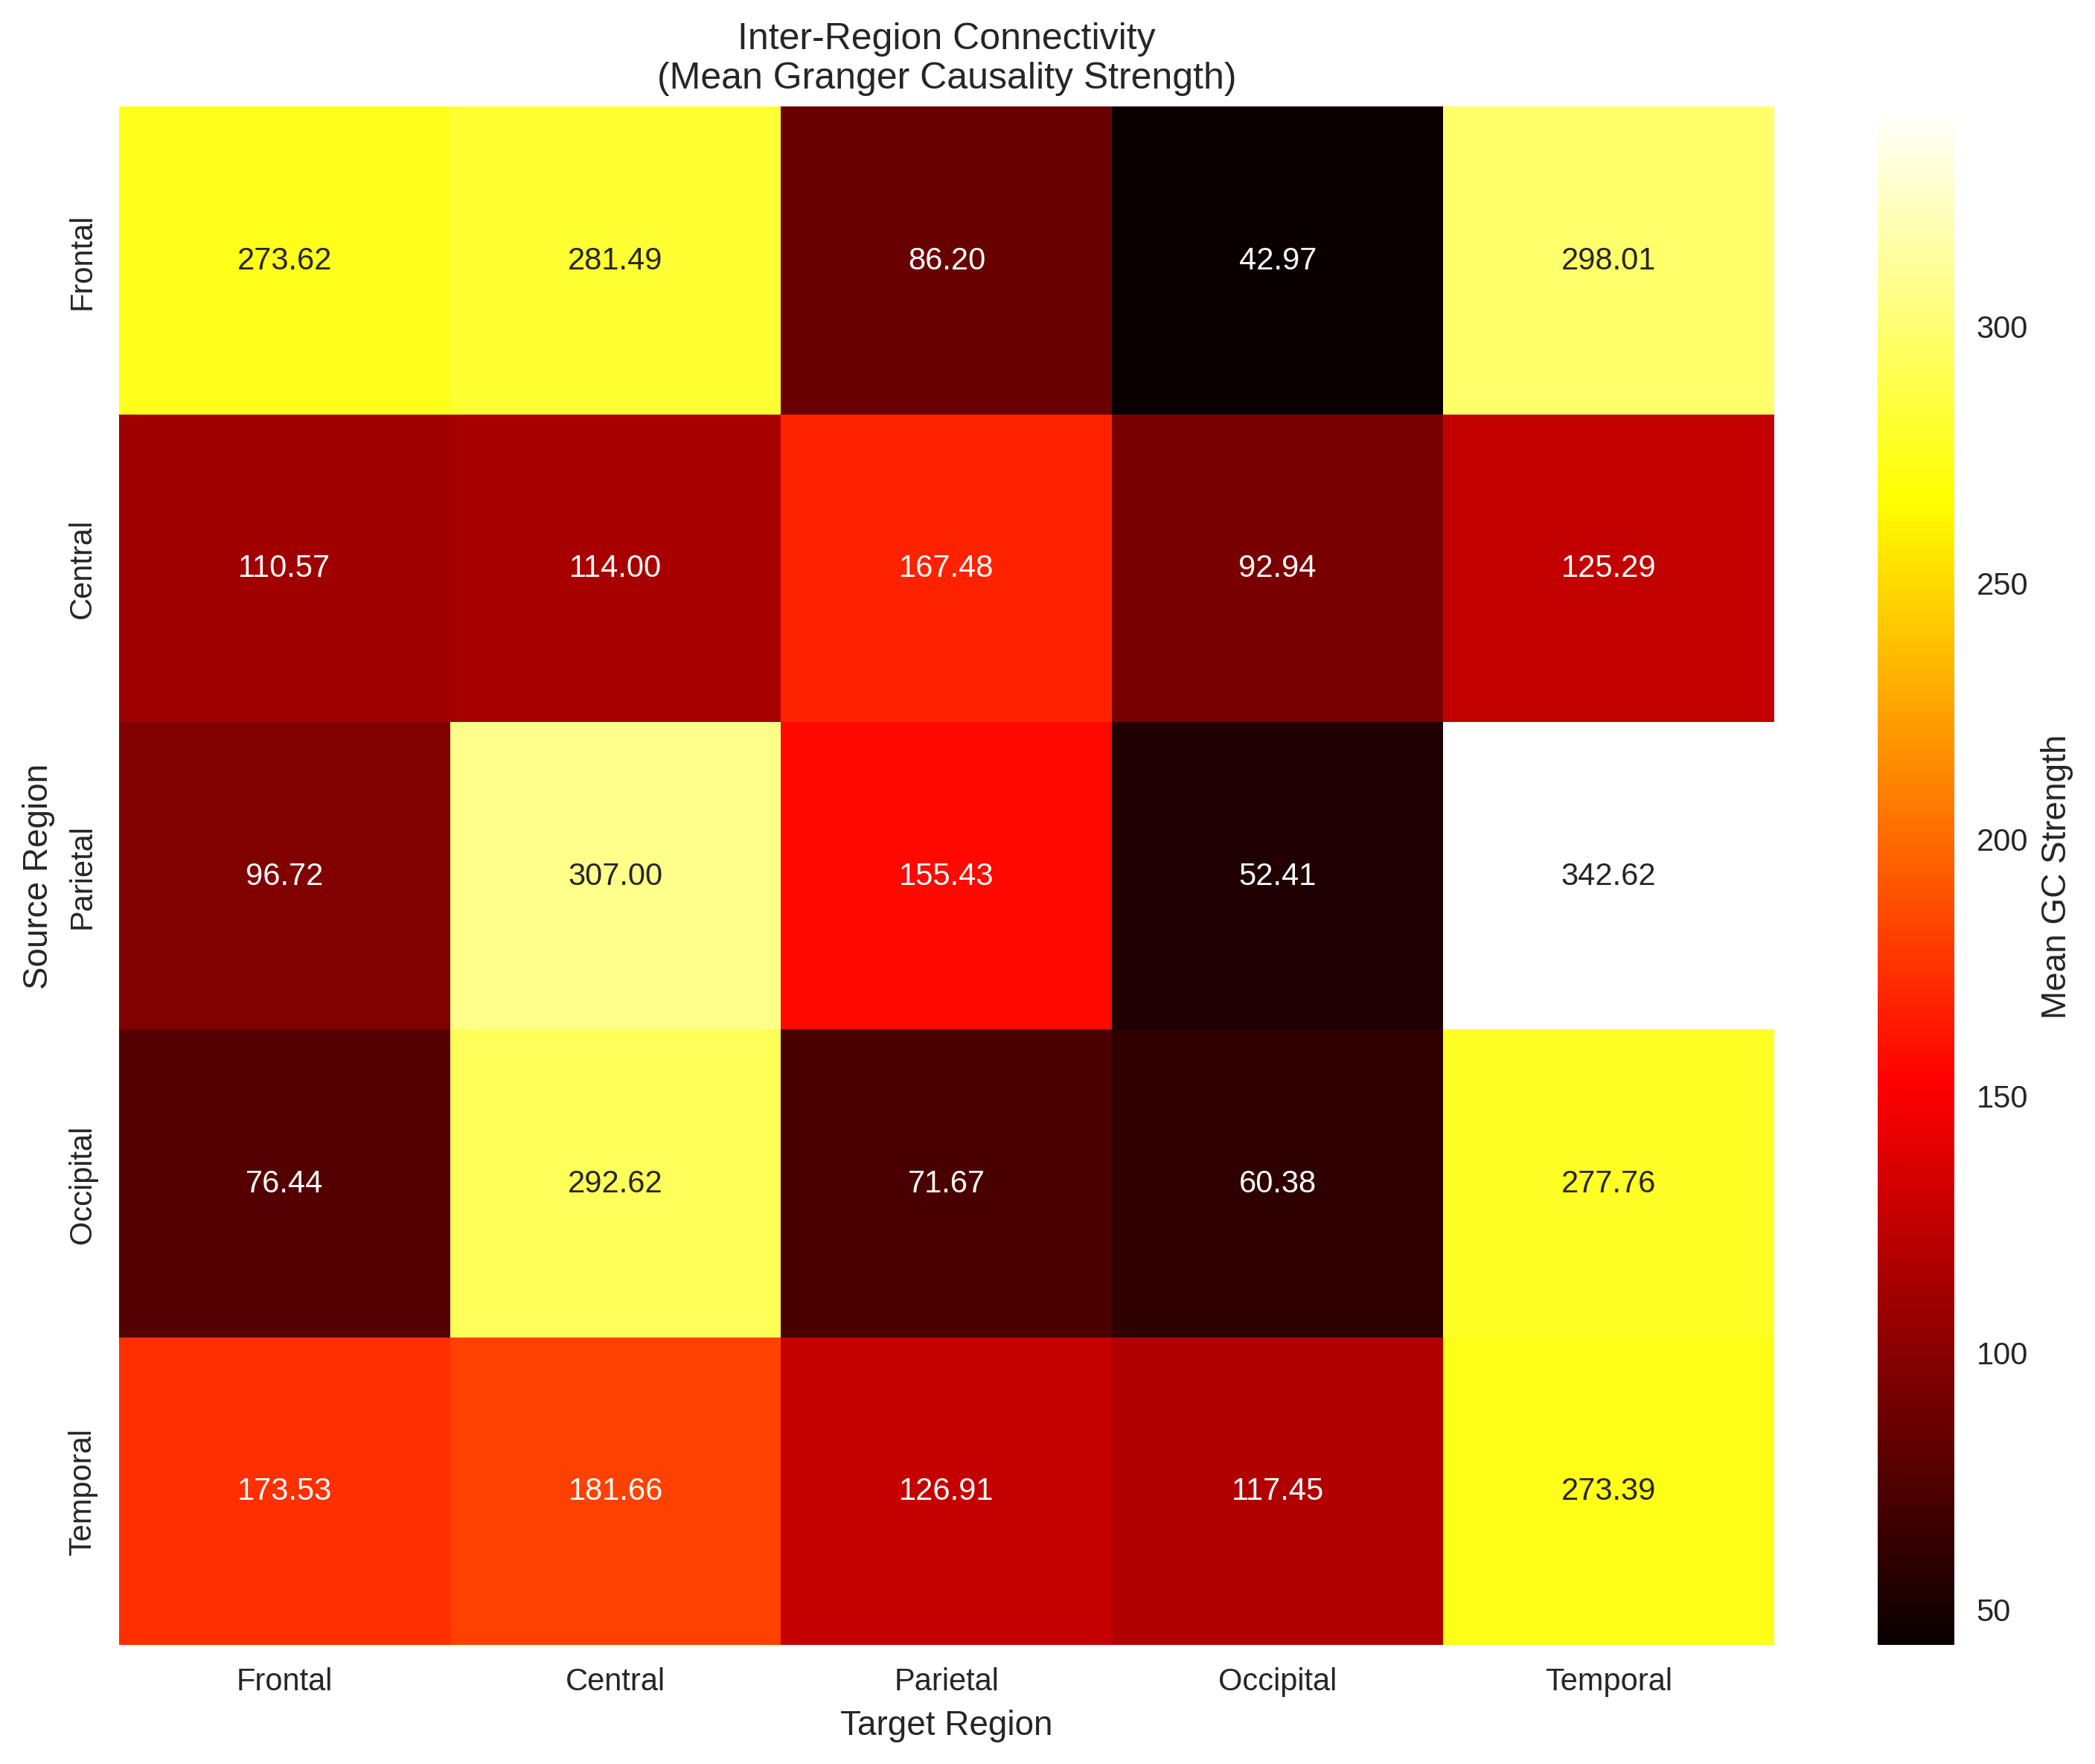 Inter-Region Connectivity
(Mean Granger Causality Strength)
Source Region
Frontal
273.62 281.49 86.20 42.97 298.01
Central
110.57 114.00 167.48 92.94 125.29
Parietal
96.72 307.00 155.43 52.41 342.62
Occipital
76.44 292.62 71.67 60.38 277.76
Temporal
173.53 181.66 126.91 117.45 273.39
Frontal Central Parietal Occipital Temporal
Target Region
300
250
200
150
100
50
Mean GC Strength